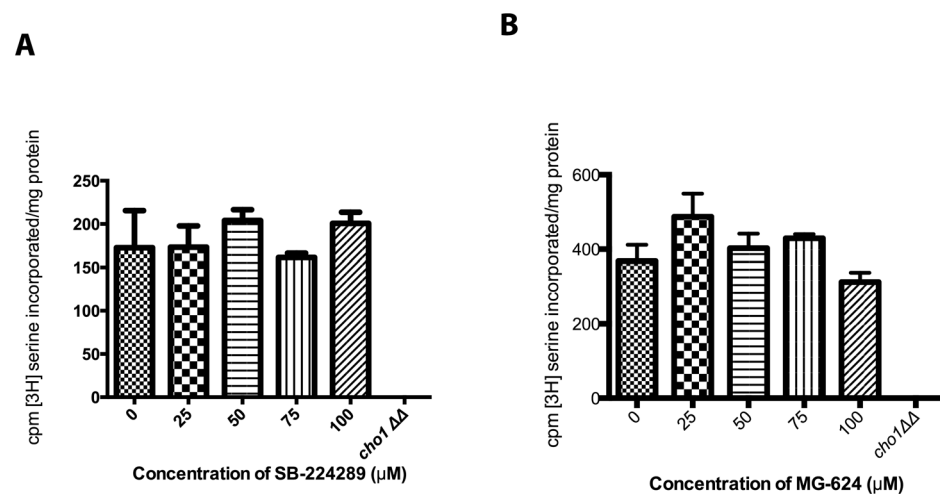 A
cpm [3H] serine incorporated/mg protein
250
200
150
100
50
0
0
25
50
75
100
cho1 ΔΔ
Concentration of SB-224289 (μM)
B
cpm [3H] serine incorporated/mg protein
600
400
200
0
0
25
50
75
100
cho1ΔΔ
Concentration of MG-624 (μM)